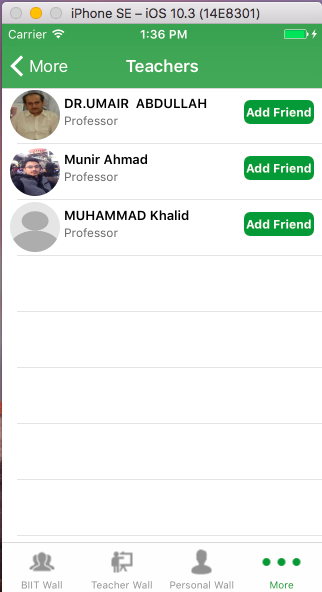 iPhone SE – iOS 10.3 (14E8301)
Carrier 1:36 PM
More Teachers
DR.UMAIR  ABDULLAH
Professor
Add Friend
Munir Ahmad
Professor
Add Friend
MUHAMMAD Khalid
Professor
Add Friend
BIIT Wall Teacher Wall Personal Wall More